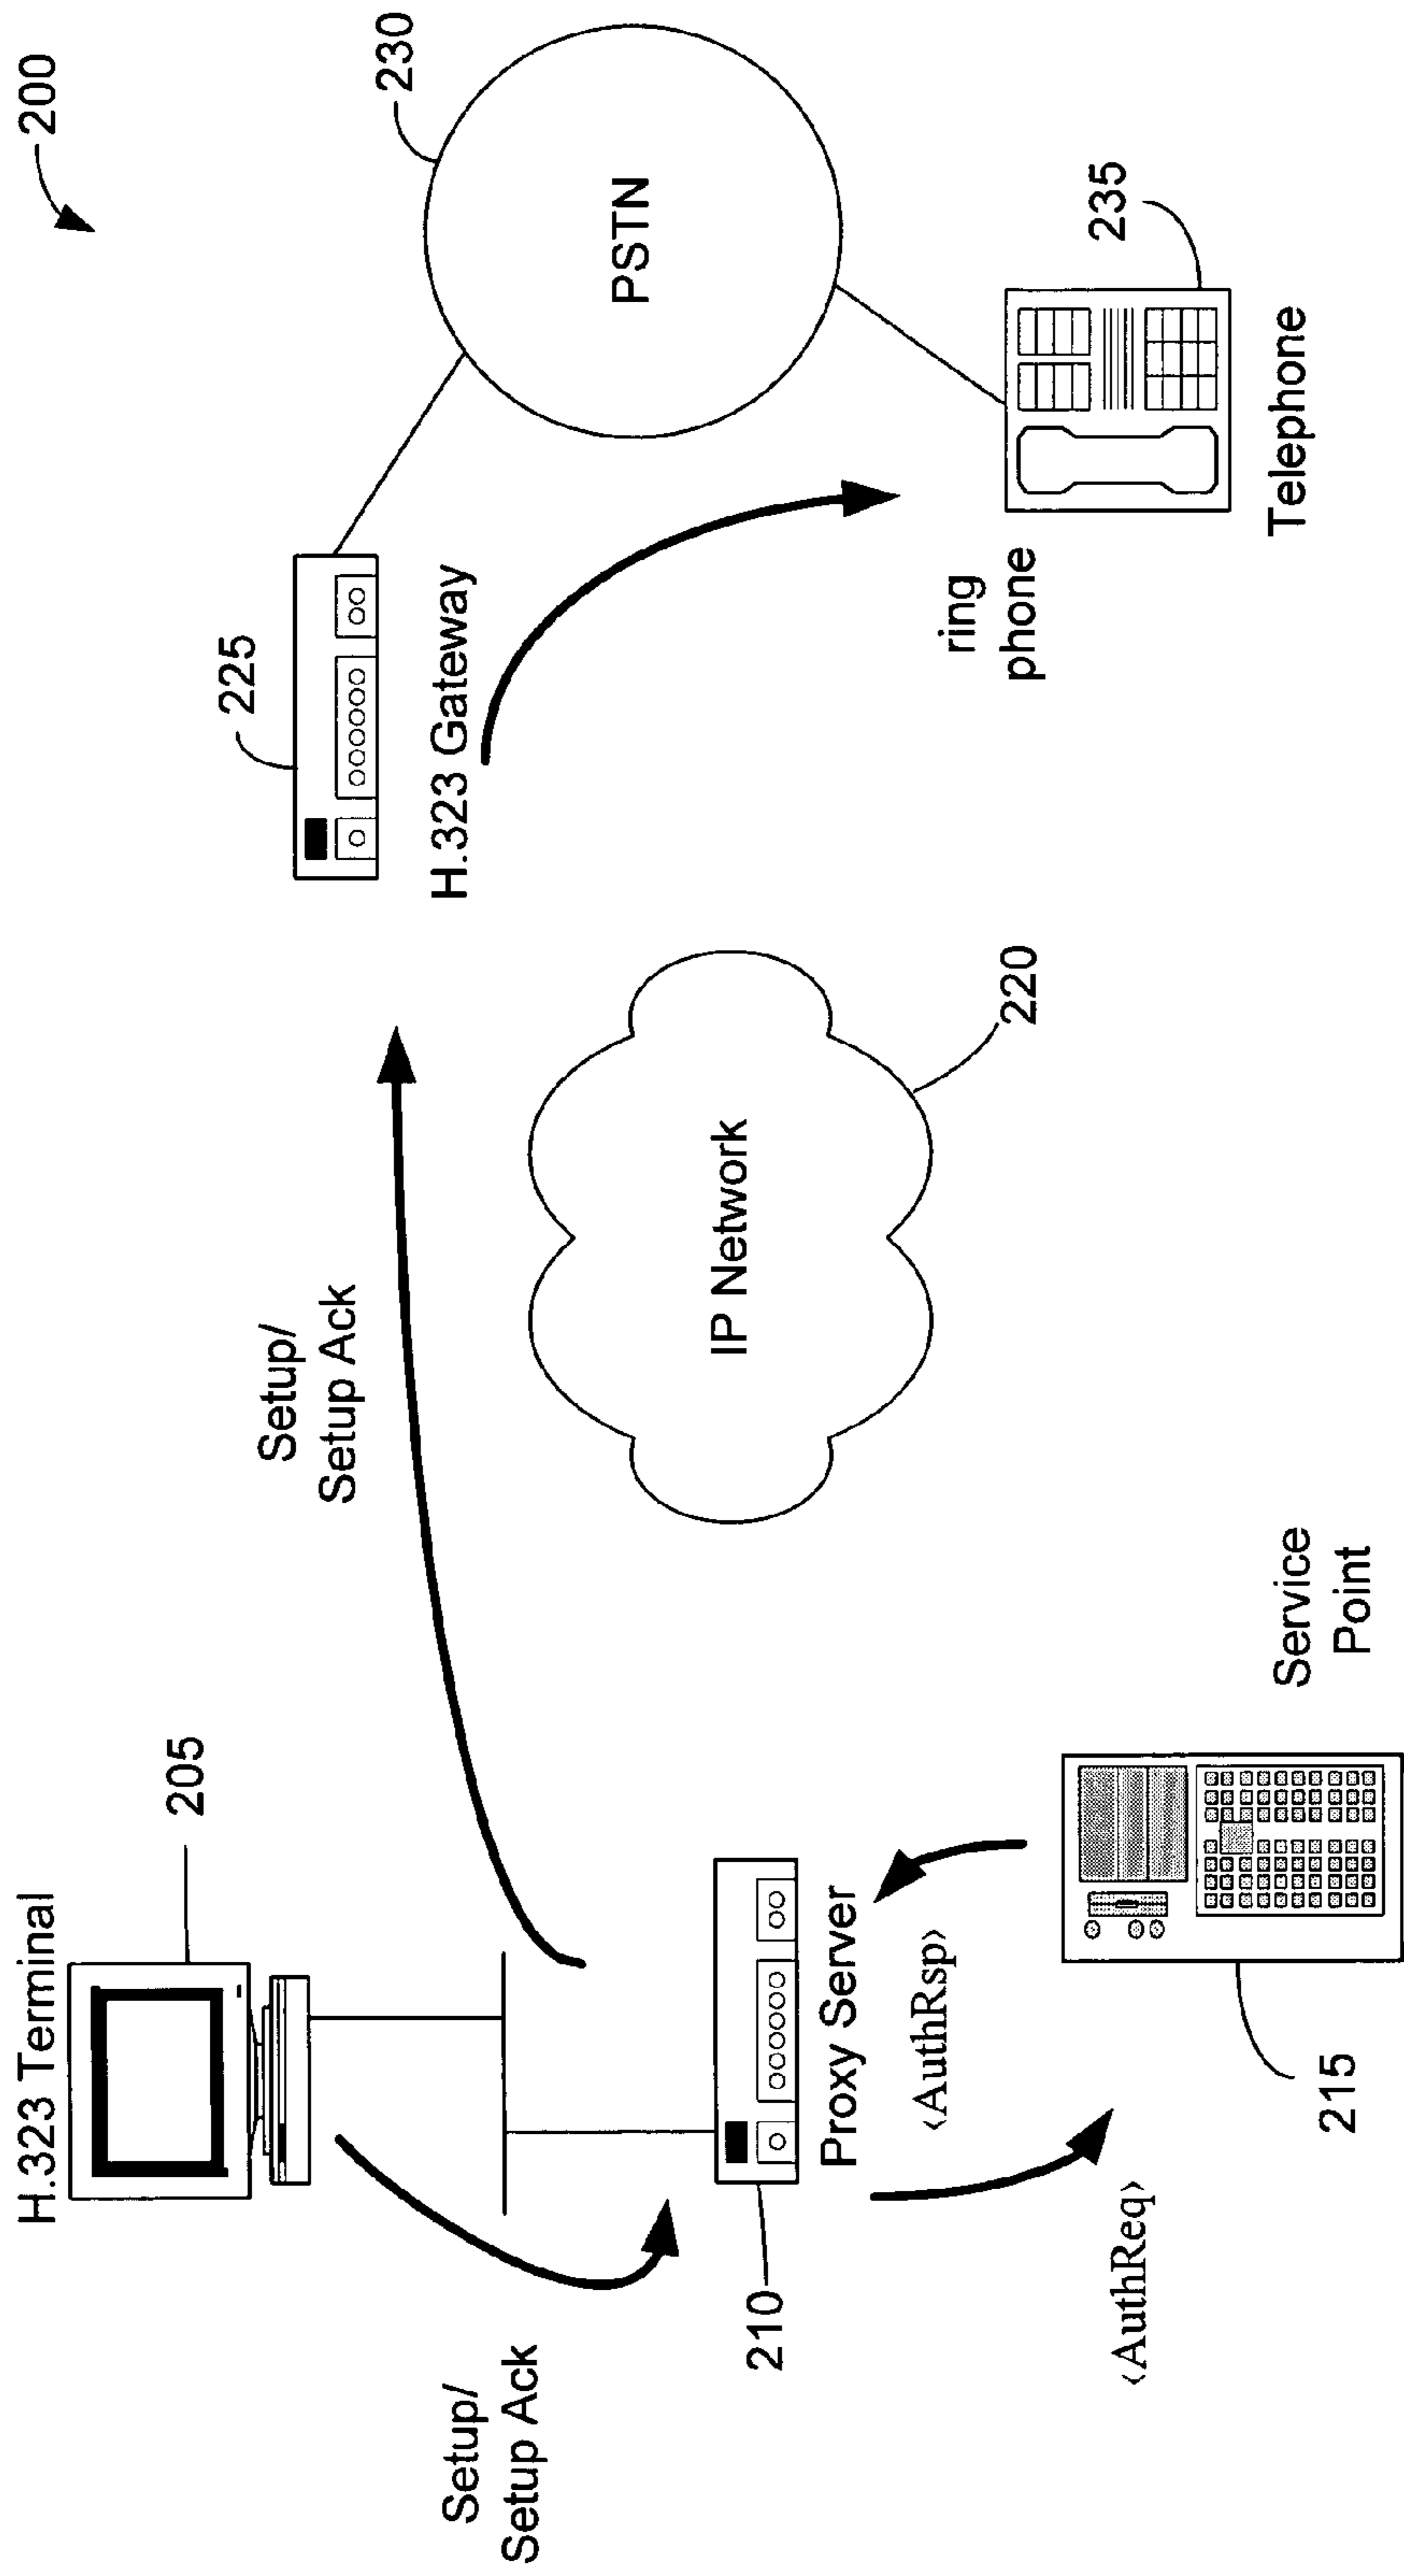 200
H.323 Terminal
205
Setup/
Setup Ack
210
Proxy Server
‹AuthReq›
‹AuthRsp›
215
Service
Point
Setup/
Setup Ack
IP Network
220
225
H.323 Gateway
230
PSTN
ring
phone
235
Telephone